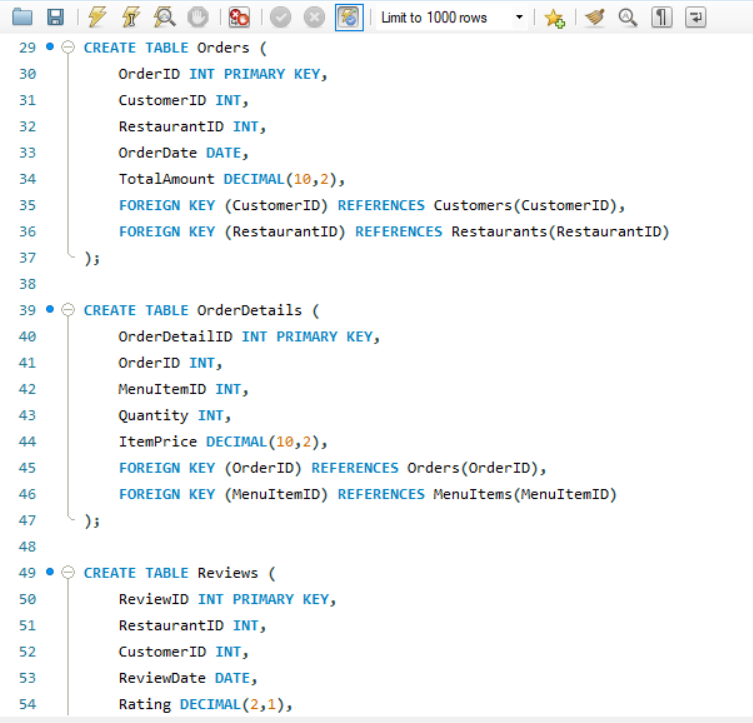 Limit to 1000 rows
29 CREATE TABLE Orders (
30 OrderID INT PRIMARY KEY,
31 CustomerID INT,
32 RestaurantID INT,
33 OrderDate DATE,
34 TotalAmount DECIMAL(10,2),
35 FOREIGN KEY (CustomerID) REFERENCES Customers(CustomerID),
36 FOREIGN KEY (RestaurantID) REFERENCES Restaurants(RestaurantID)
37 );
38
39 CREATE TABLE OrderDetails (
40 OrderDetailID INT PRIMARY KEY,
41 OrderID INT,
42 MenuItemID INT,
43 Quantity INT,
44 ItemPrice DECIMAL(10,2),
45 FOREIGN KEY (OrderID) REFERENCES Orders(OrderID),
46 FOREIGN KEY (MenuItemID) REFERENCES MenuItems(MenuItemID)
47 );
48
49 CREATE TABLE Reviews (
50 ReviewID INT PRIMARY KEY,
51 RestaurantID INT,
52 CustomerID INT,
53 ReviewDate DATE,
54 Rating DECIMAL(2,1),